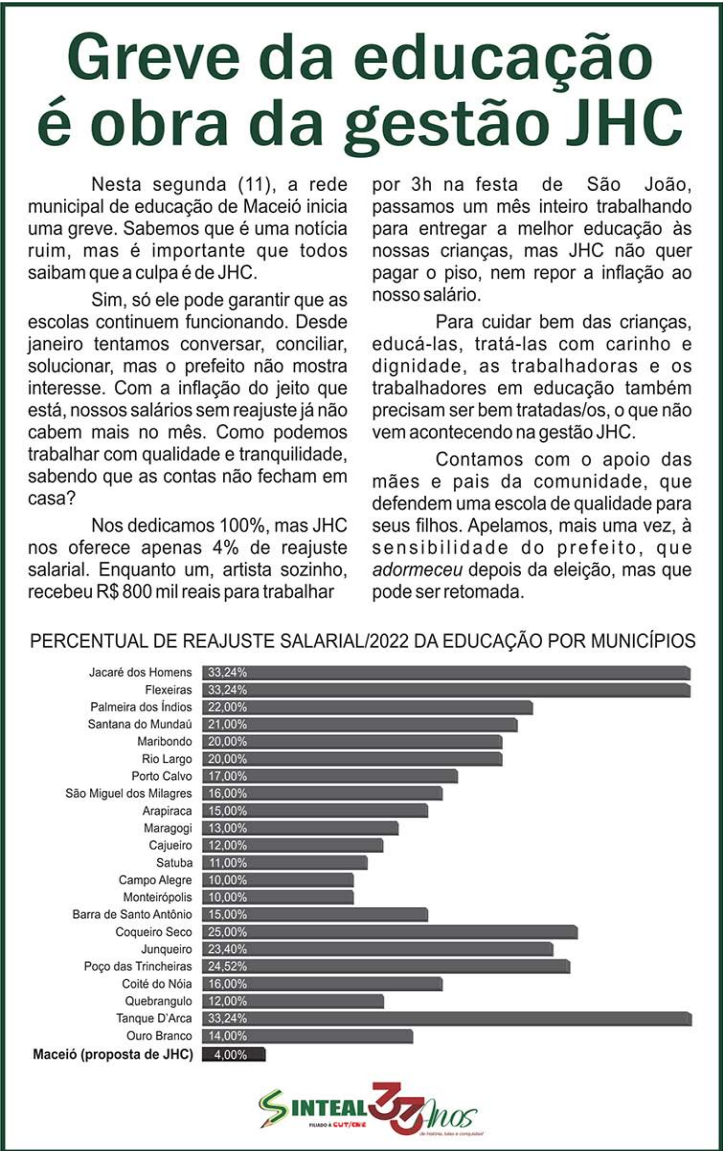 Greve da educação
é obra da gestão JHC
Nesta segunda (11), a rede
municipal de educação de Maceió inicia
uma greve. Sabemos que é uma notícia
ruim, mas é importante que todos
saibam que a culpa é de JHC.
Sim, só ele pode garantir que as
escolas continuem funcionando. Desde
janeiro tentamos conversar, conciliar,
solucionar, mas o prefeito não mostra
interesse. Com a inflação do jeito que
está, nossos salários sem reajuste já não
cabem mais no mês. Como podemos
trabalhar com qualidade e tranquilidade,
sabendo que as contas não fecham em
casa?
Nos dedicamos 100%, mas JHC
nos oferece apenas 4% de reajuste
salarial. Enquanto um, artista sozinho,
recebeu R$ 800 mil reais para trabalhar
por 3h na festa de São João,
passamos um mês inteiro trabalhando
para entregar a melhor educação às
nossas crianças, mas JHC não quer
pagar o piso, nem repor a inflação ao
nosso salário.
Para cuidar bem das crianças,
educá-las, tratá-las com carinho e
dignidade, as trabalhadoras e os
trabalhadores em educação também
precisam ser bem tratadas/os, o que não
vem acontecendo na gestão JHC.
Contamos com o apoio das
mães e pais da comunidade, que
defendem uma escola de qualidade para
seus filhos. Apelamos, mais uma vez, à
sensibilidade do prefeito, que
adormeceu depois da eleição, mas que
pode ser retomada.
PERCENTUAL DE REAJUSTE SALARIAL/2022 DA EDUCAÇÃO POR MUNICÍPIOS
Jacaré dos Homens 33,24%
Flexeiras 33,24%
Palmeira dos Índios 22,00%
Santana do Mundaú 21,00%
Maribondo 20,00%
Rio Largo 20,00%
Porto Calvo 17,00%
São Miguel dos Milagres 16,00%
Arapiraca 15,00%
Maragogi 13,00%
Cajueiro 12,00%
Satuba 11,00%
Campo Alegre 10,00%
Monteirópolis 10,00%
Barra de Santo Antônio 15,00%
Coqueiro Seco 25,00%
Junqueiro 23,40%
Poço das Trincheiras 24,52%
Coité do Nóia 16,00%
Quebrangulo 12,00%
Tanque D'Arca 33,24%
Ouro Branco 14,00%
Maceió (proposta de JHC) 4,00%
SINTEAL 33 Anos
FILIADO À CUT/CNTE
de história, lutas e conquistas!